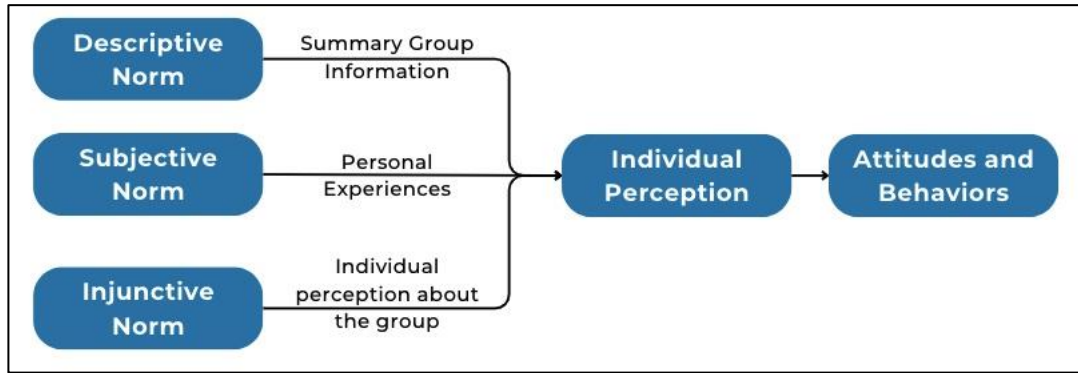 Descriptive
Norm
Summary Group
Information
Subjective
Norm
Personal
Experiences
Injunctive
Norm
Individual
perception about
the group
Individual
Perception
Attitudes and
Behaviors